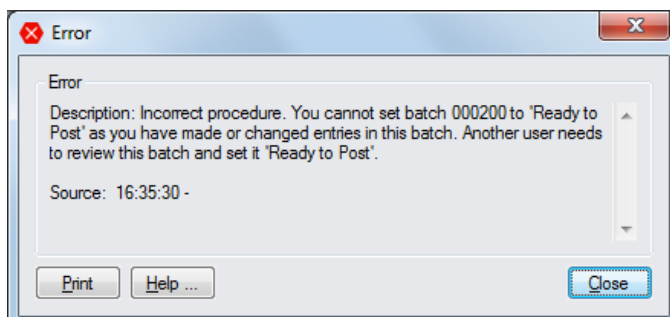 Error
Error
Description: Incorrect procedure. You cannot set batch 000200 to "Ready to
Post" as you have made or changed entries in this batch. Another user needs
to review this batch and set it "Ready to Post".
Source: 16:35:30 -
Print
Help ...
Close